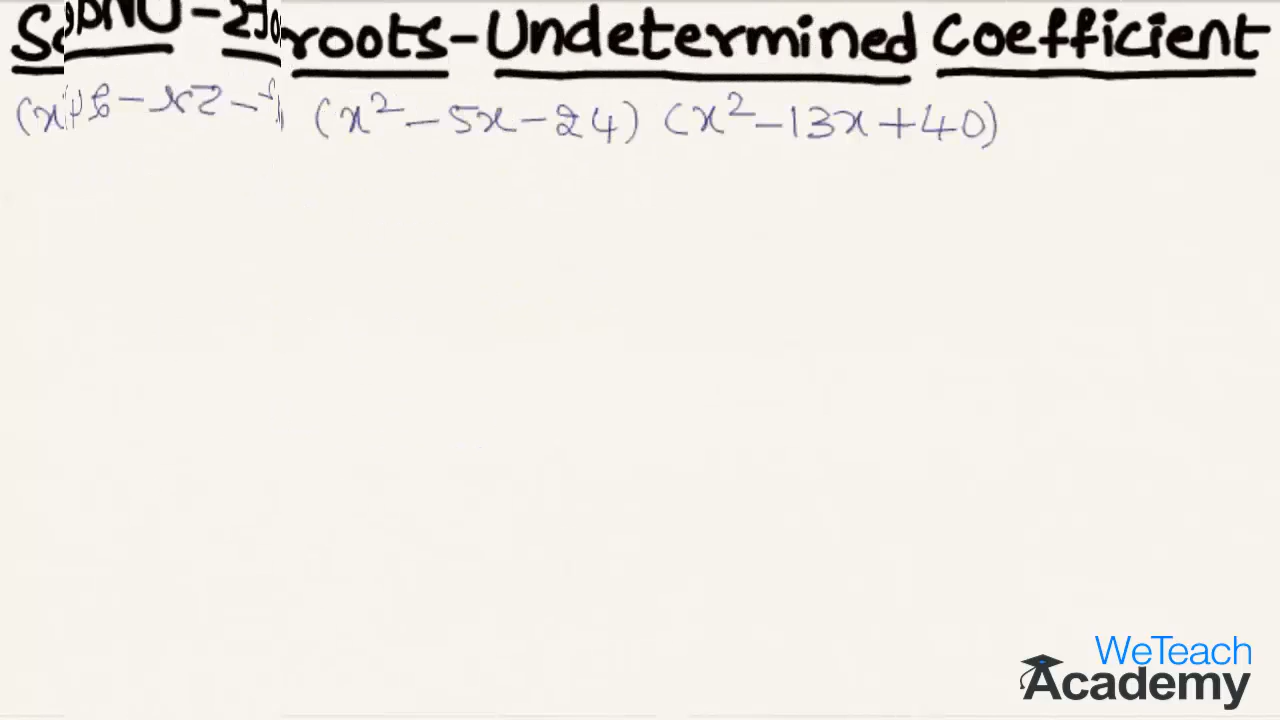 roots - Undetermined Coefficient
(x² - 5x - 24) (x² - 13x + 40)
WeTeach
Academy